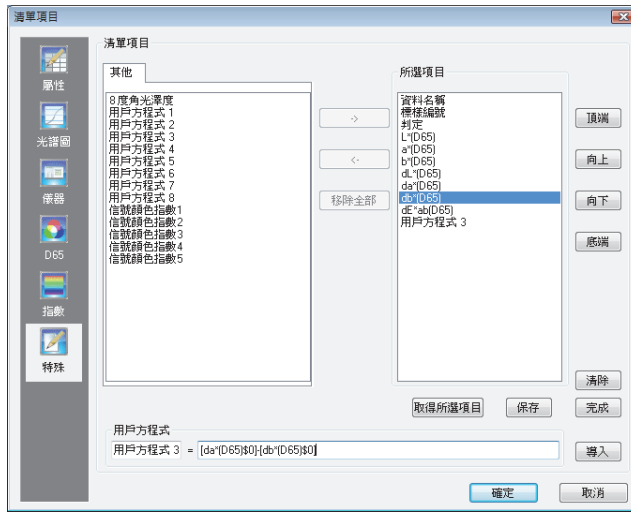 清單項目
清單項目
屬性
光譜圖
儀器
D65
指數
特殊
其他
8 度角光澤度
用戶方程式 1
用戶方程式 2
用戶方程式 3
用戶方程式 4
用戶方程式 5
用戶方程式 6
用戶方程式 7
用戶方程式 8
信號顏色指數1
信號顏色指數2
信號顏色指數3
信號顏色指數4
信號顏色指數5
->
<-
移除全部
所選項目
資料名稱
標樣編號
判定
L*(D65)
a*(D65)
b*(D65)
dL*(D65)
da*(D65)
db*(D65)
dE*ab(D65)
用戶方程式 3
頂端
向上
向下
底端
清除
取得所選項目
保存
完成
用戶方程式
用戶方程式 3 = [da*(D65)$0]-[db*(D65)$0]
導入
確定
取消